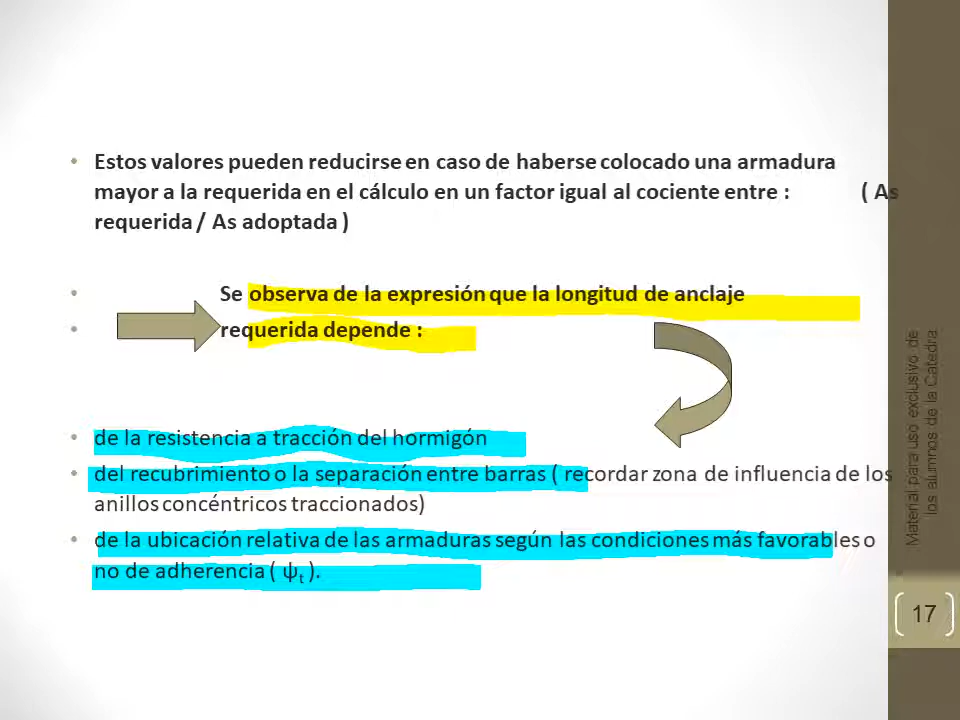 • Estos valores pueden reducirse en caso de haberse colocado una armadura
mayor a la requerida en el cálculo en un factor igual al cociente entre : ( As
requerida / As adoptada )
• Se observa de la expresión que la longitud de anclaje
• requerida depende :
• de la resistencia a tracción del hormigón
• del recubrimiento o la separación entre barras ( recordar zona de influencia de los
anillos concéntricos traccionados)
• de la ubicación relativa de las armaduras según las condiciones más favorables o
no de adherencia ( ψt ).
Material para uso exclusivo de
los alumnos de la Catedra
17